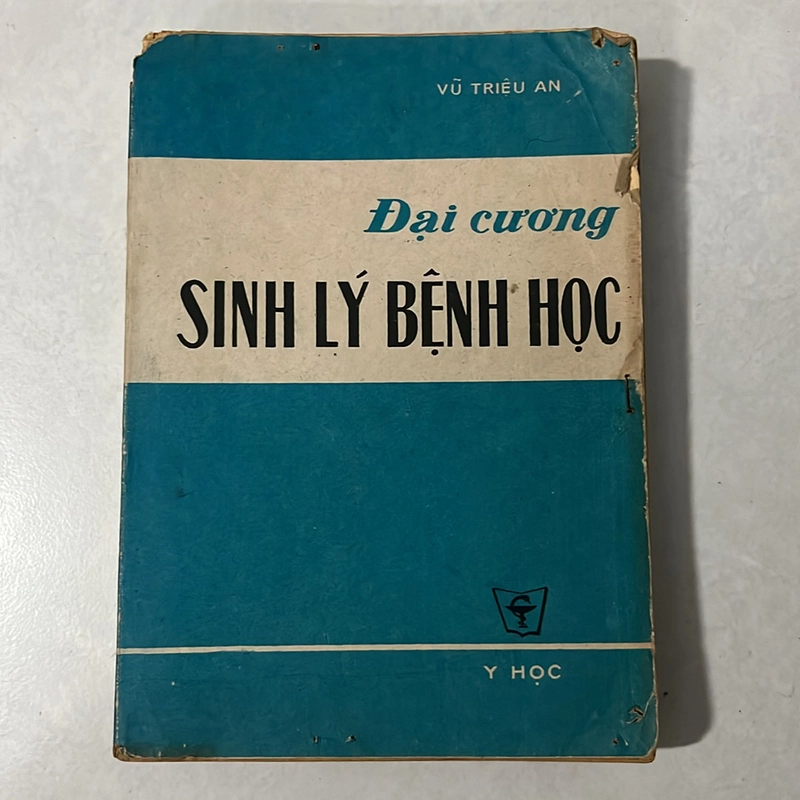 VŨ TRIỆU AN
Đại cương
SINH LÝ BỆNH HỌC
Y HỌC